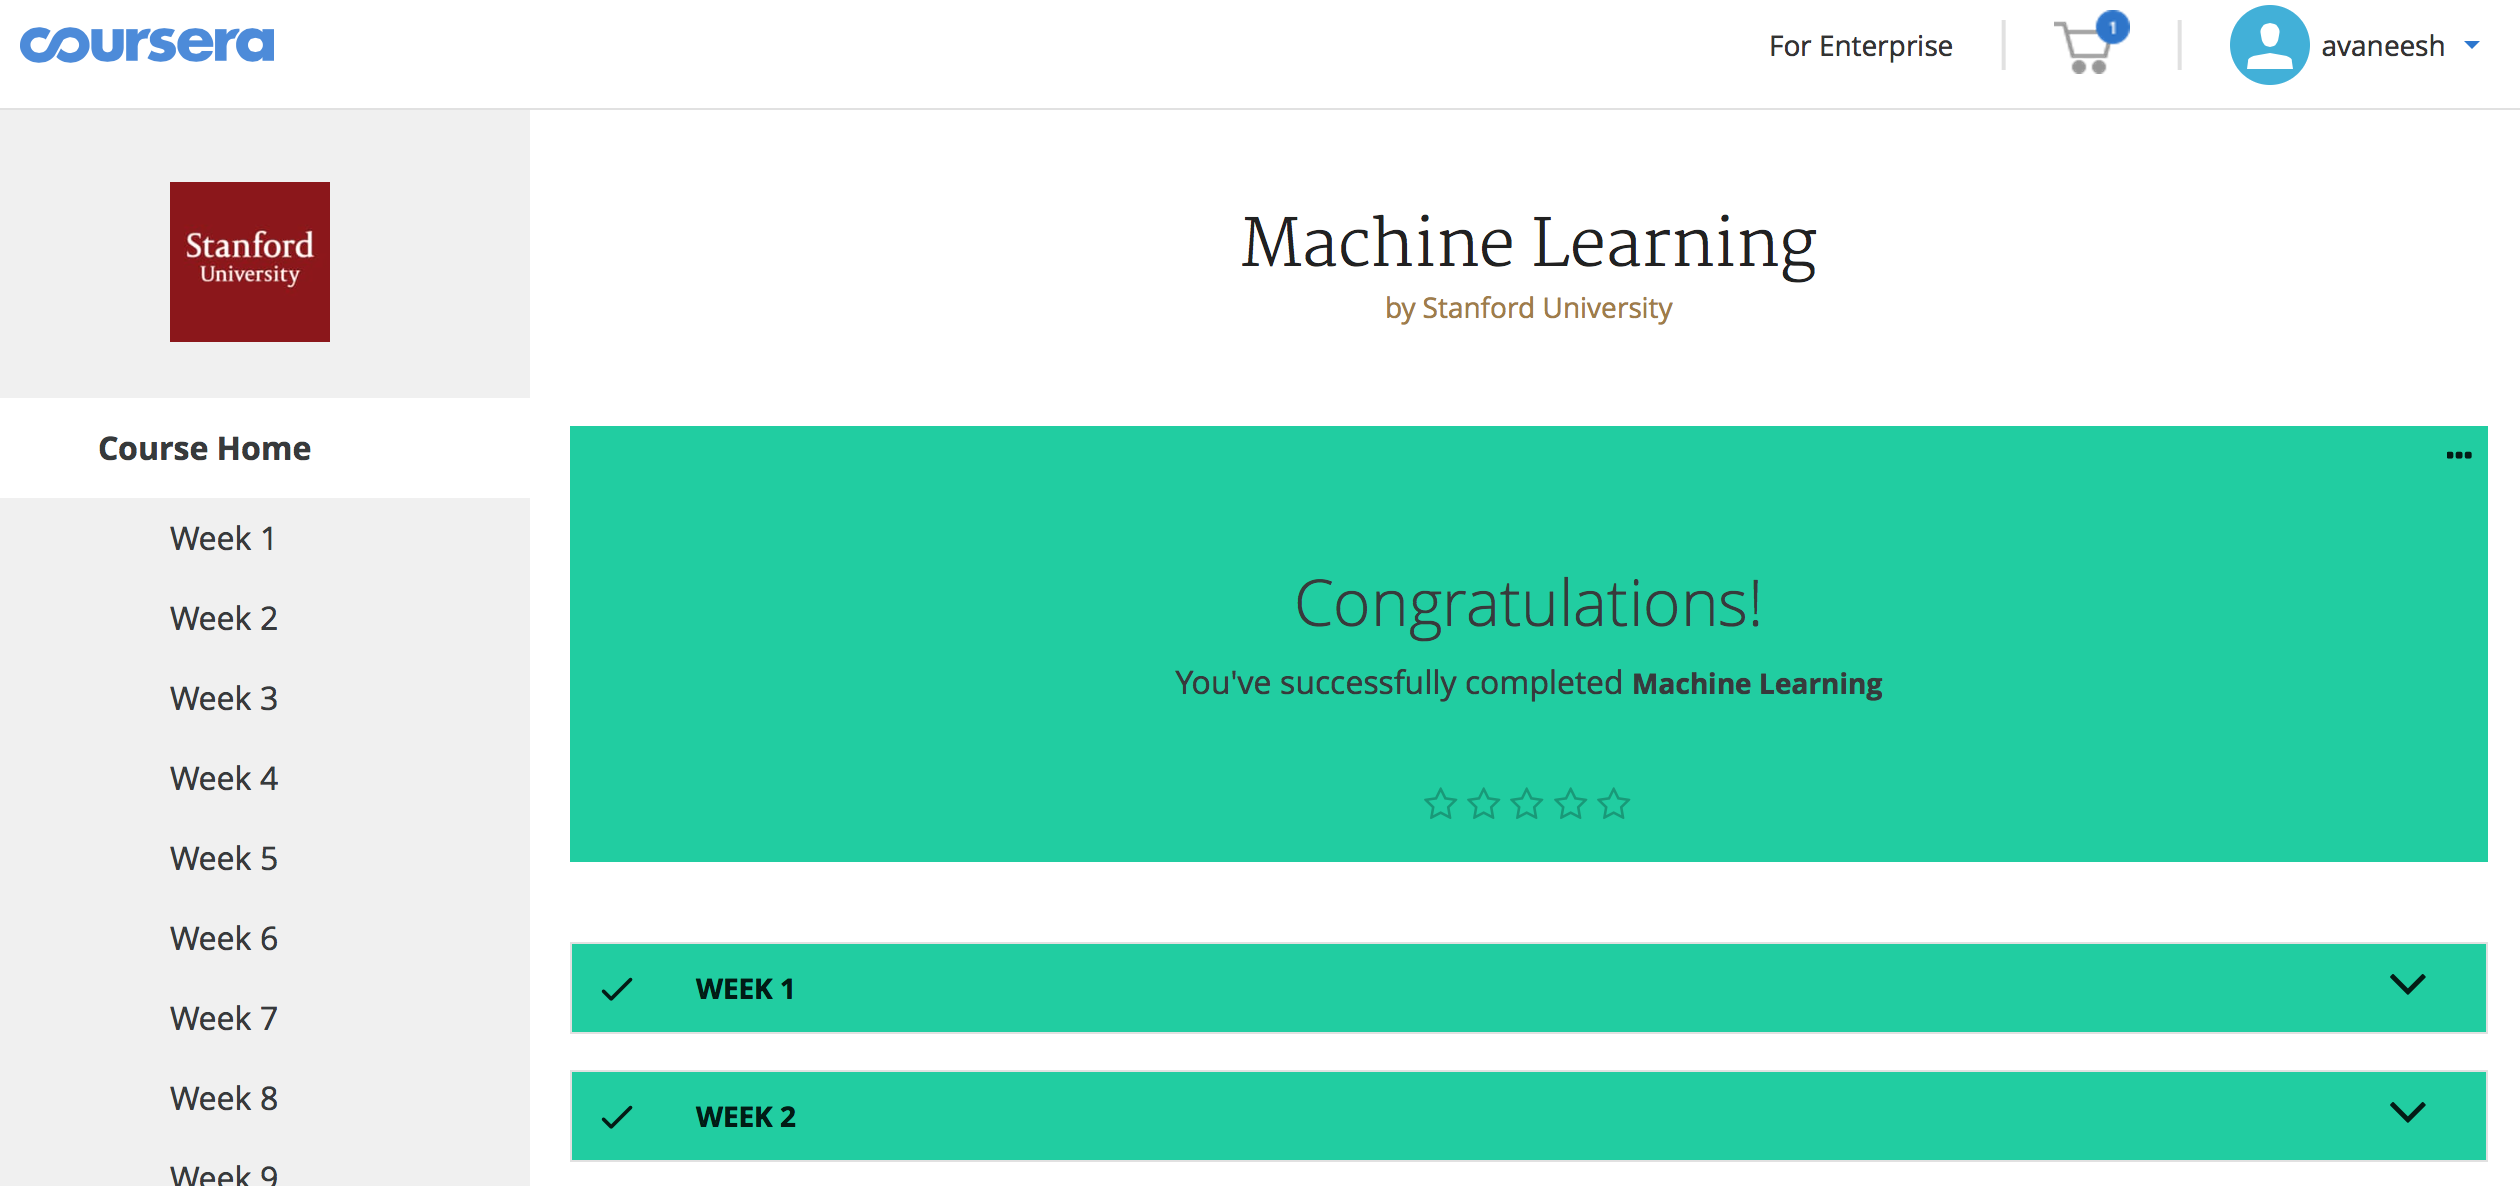 coursera
For Enterprise
1
avaneesh
Stanford
University
Machine Learning
by Stanford University
Course Home
Week 1
Week 2
Week 3
Week 4
Week 5
Week 6
Week 7
Week 8
Week 9
Congratulations!
You've successfully completed Machine Learning
WEEK 1
WEEK 2